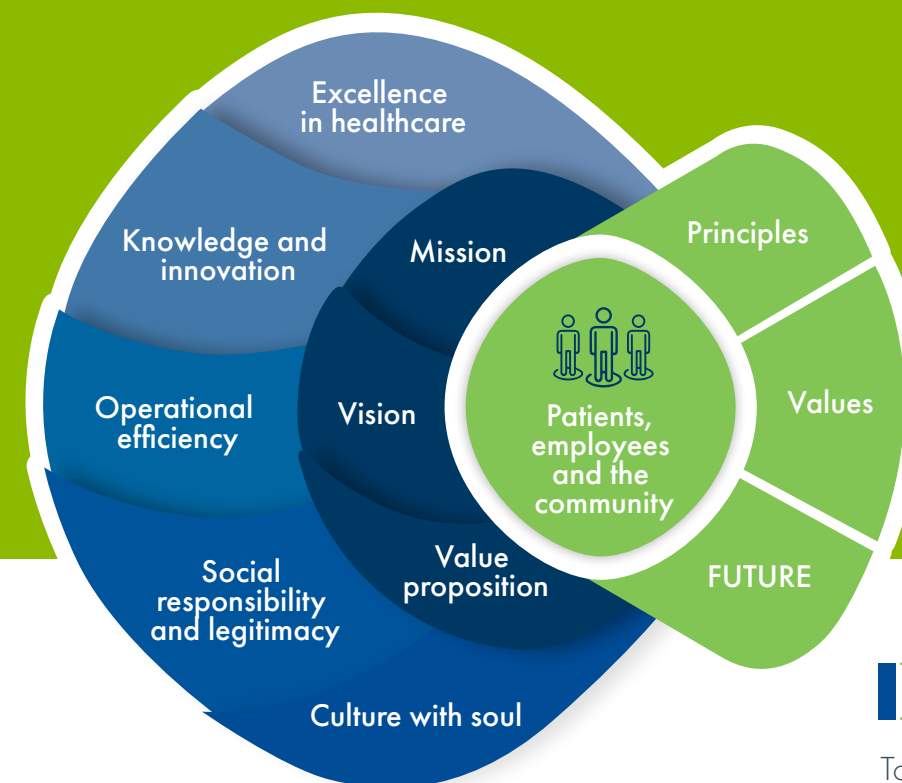 Excellence
in healthcare
Knowledge and
innovation
Mission
Principles
Operational
efficiency
Vision
Patients,
employees
and the
community
Values
Social
responsibility
and legitimacy
Value
proposition
FUTURE
Culture with soul